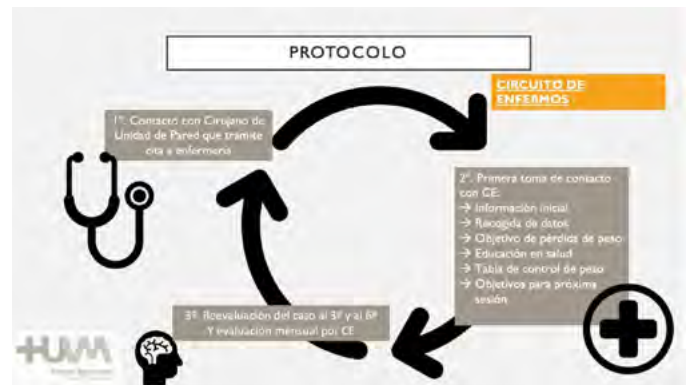 PROTOCOLO
CIRCUITO DE
ENFERMOS
1º. Contacto con Cirujano de
Unidad de Pared que tramite
cita a enfermería
2º. Primera toma de contacto
con CE:
→ Información inicial
→ Recogida de datos
→ Objetivo de pérdida de peso
→ Educación en salud
→ Tabla de control de peso
→ Objetivos para próxima
sesión
3º. Reevaluación del caso al 3º y al 6º
Y evaluación mensual por CE